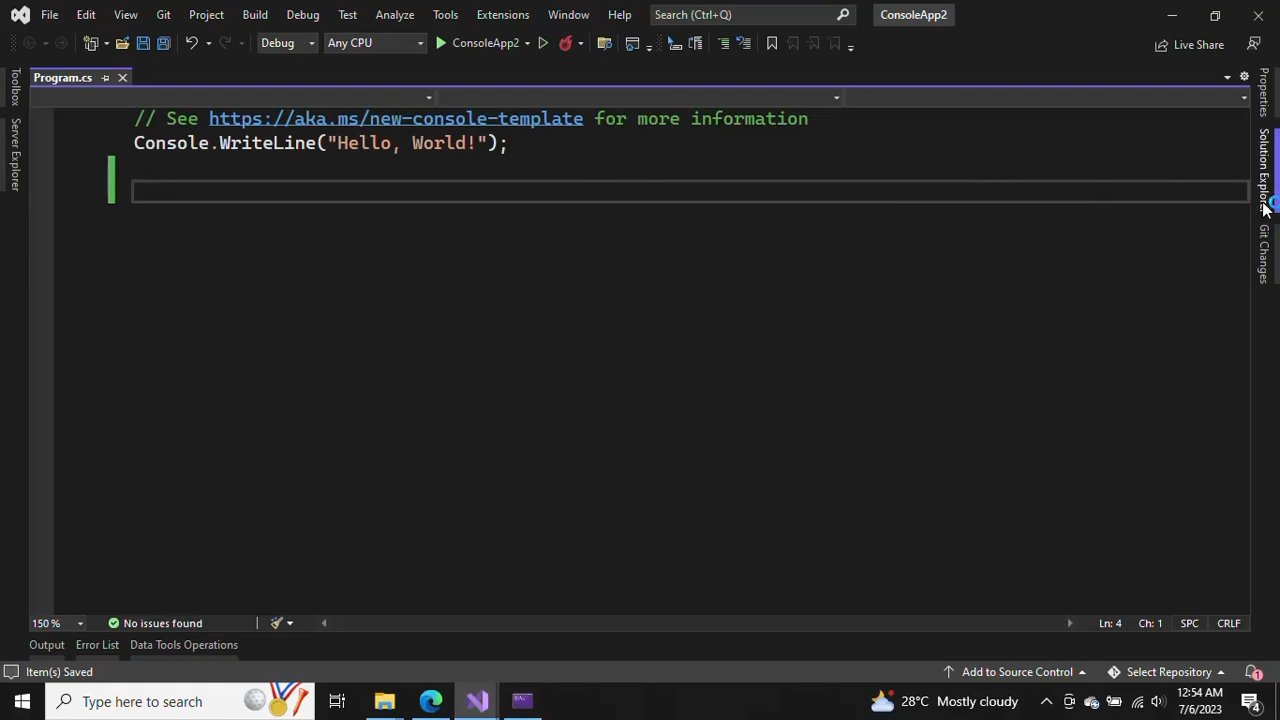 File Edit View Git Project Build Debug Test Analyze Tools Extensions Window Help Search (Ctrl+Q) ConsoleApp2
Debug Any CPU ConsoleApp2 Live Share
Program.cs
Toolbox
Server Explorer
Properties
Solution Explorer
Git Changes
// See https://aka.ms/new-console-template for more information
Console.WriteLine("Hello, World!");
150 % No issues found Ln: 4 Ch: 1 SPC CRLF
Output Error List Data Tools Operations
Item(s) Saved Add to Source Control Select Repository 1
Type here to search 28°C Mostly cloudy 12:54 AM
7/6/2023 4